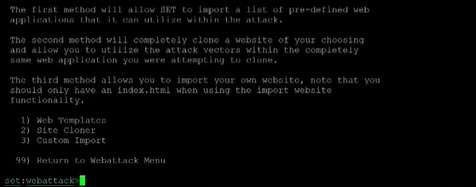 The first method will allow SET to import a list of pre-defined web
applications that it can utilize within the attack.
The second method will completely clone a website of your choosing
and allow you to utilize the attack vectors within the completely
same web application you were attempting to clone.
The third method allows you to import your own website, note that you
should only have an index.html when using the import website
functionality.
1) Web Templates
2) Site Cloner
3) Custom Import
99) Return to Webattack Menu
set:webattack>